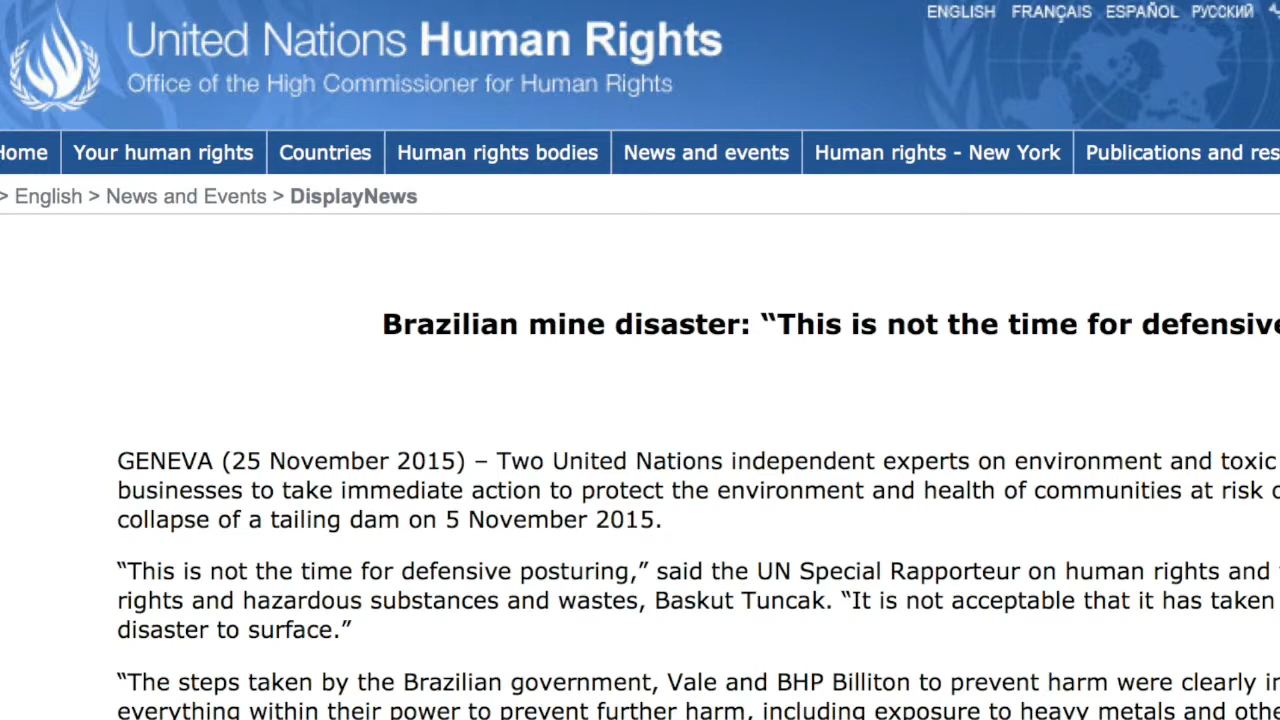 ENGLISH FRANÇAIS ESPAÑOL РУССКИЙ
United Nations Human Rights
Office of the High Commissioner for Human Rights
Home Your human rights Countries Human rights bodies News and events Human rights - New York Publications and res
> English > News and Events > DisplayNews
Brazilian mine disaster: “This is not the time for defensive
GENEVA (25 November 2015) – Two United Nations independent experts on environment and toxic
businesses to take immediate action to protect the environment and health of communities at risk
collapse of a tailing dam on 5 November 2015.
“This is not the time for defensive posturing,” said the UN Special Rapporteur on human rights and
rights and hazardous substances and wastes, Baskut Tuncak. “It is not acceptable that it has taken
disaster to surface.”
“The steps taken by the Brazilian government, Vale and BHP Billiton to prevent harm were clearly
everything within their power to prevent further harm, including exposure to heavy metals and